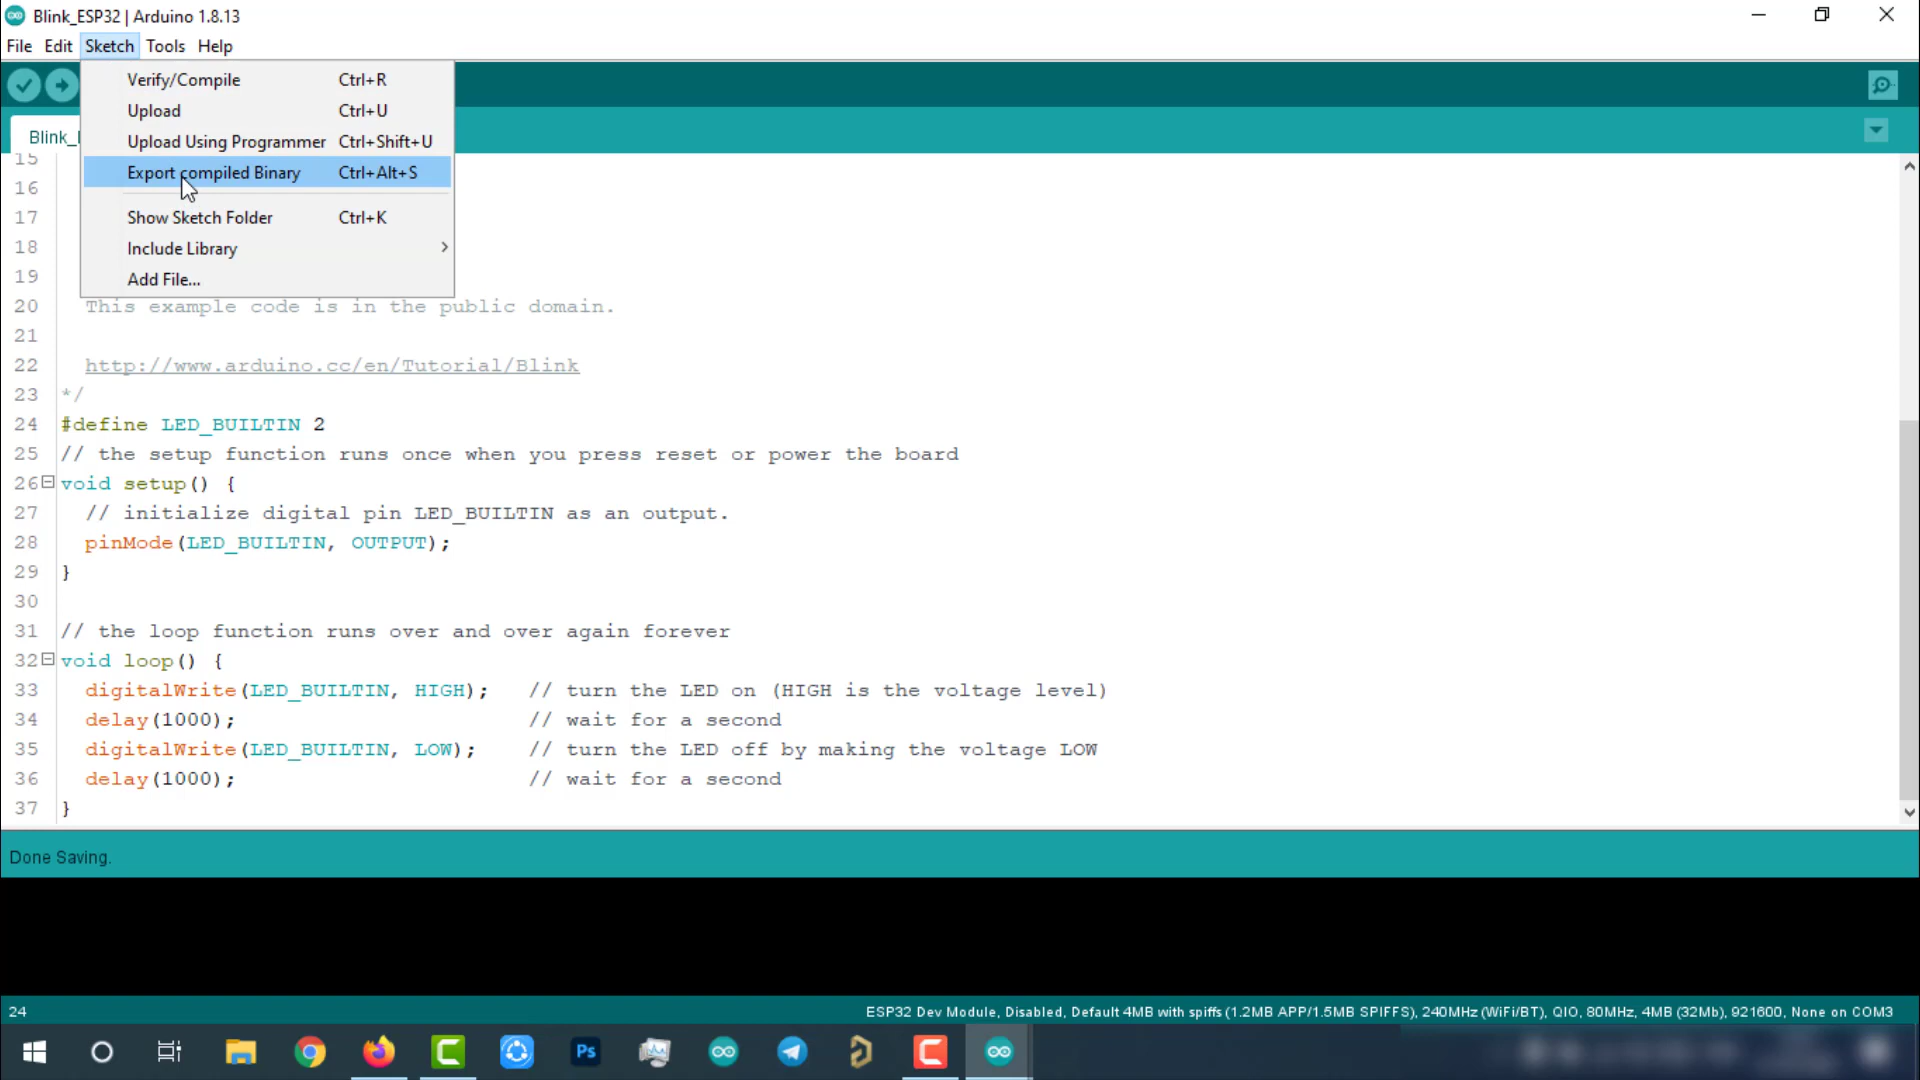 Blink_ESP32 | Arduino 1.8.13
File Edit Sketch Tools Help
Verify/Compile Ctrl+R
Upload Ctrl+U
Upload Using Programmer Ctrl+Shift+U
Export compiled Binary Ctrl+Alt+S
Show Sketch Folder Ctrl+K
Include Library
Add File...
Blink_
15
16
17
18
19
20 This example code is in the public domain.
21
22 http://www.arduino.cc/en/Tutorial/Blink
23 */
24 #define LED_BUILTIN 2
25 // the setup function runs once when you press reset or power the board
26 void setup() {
27 // initialize digital pin LED_BUILTIN as an output.
28 pinMode(LED_BUILTIN, OUTPUT);
29 }
30
31 // the loop function runs over and over again forever
32 void loop() {
33 digitalWrite(LED_BUILTIN, HIGH); // turn the LED on (HIGH is the voltage level)
34 delay(1000); // wait for a second
35 digitalWrite(LED_BUILTIN, LOW); // turn the LED off by making the voltage LOW
36 delay(1000); // wait for a second
37 }
Done Saving.
24 ESP32 Dev Module, Disabled, Default 4MB with spiffs (1.2MB APP/1.5MB SPIFFS), 240MHz (WiFi/BT), QIO, 80MHz, 4MB (32Mb), 921600, None on COM3
Ps